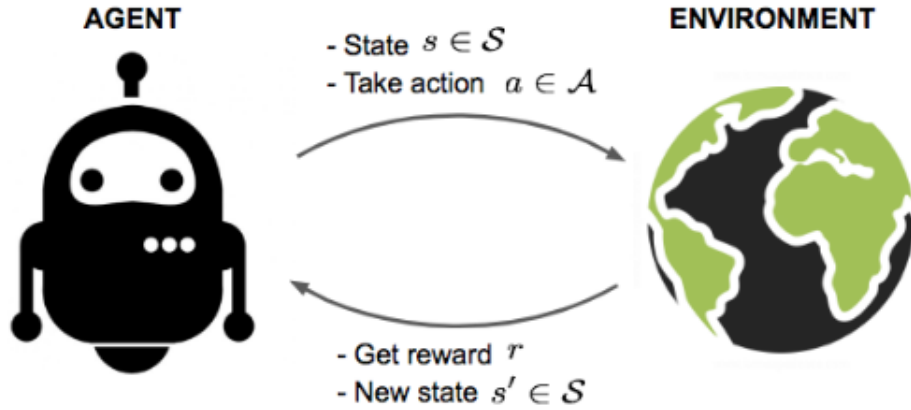 AGENT
ENVIRONMENT
- State s ∈ 𝒮
- Take action a ∈ 𝒜
- Get reward r
- New state s′ ∈ 𝒮